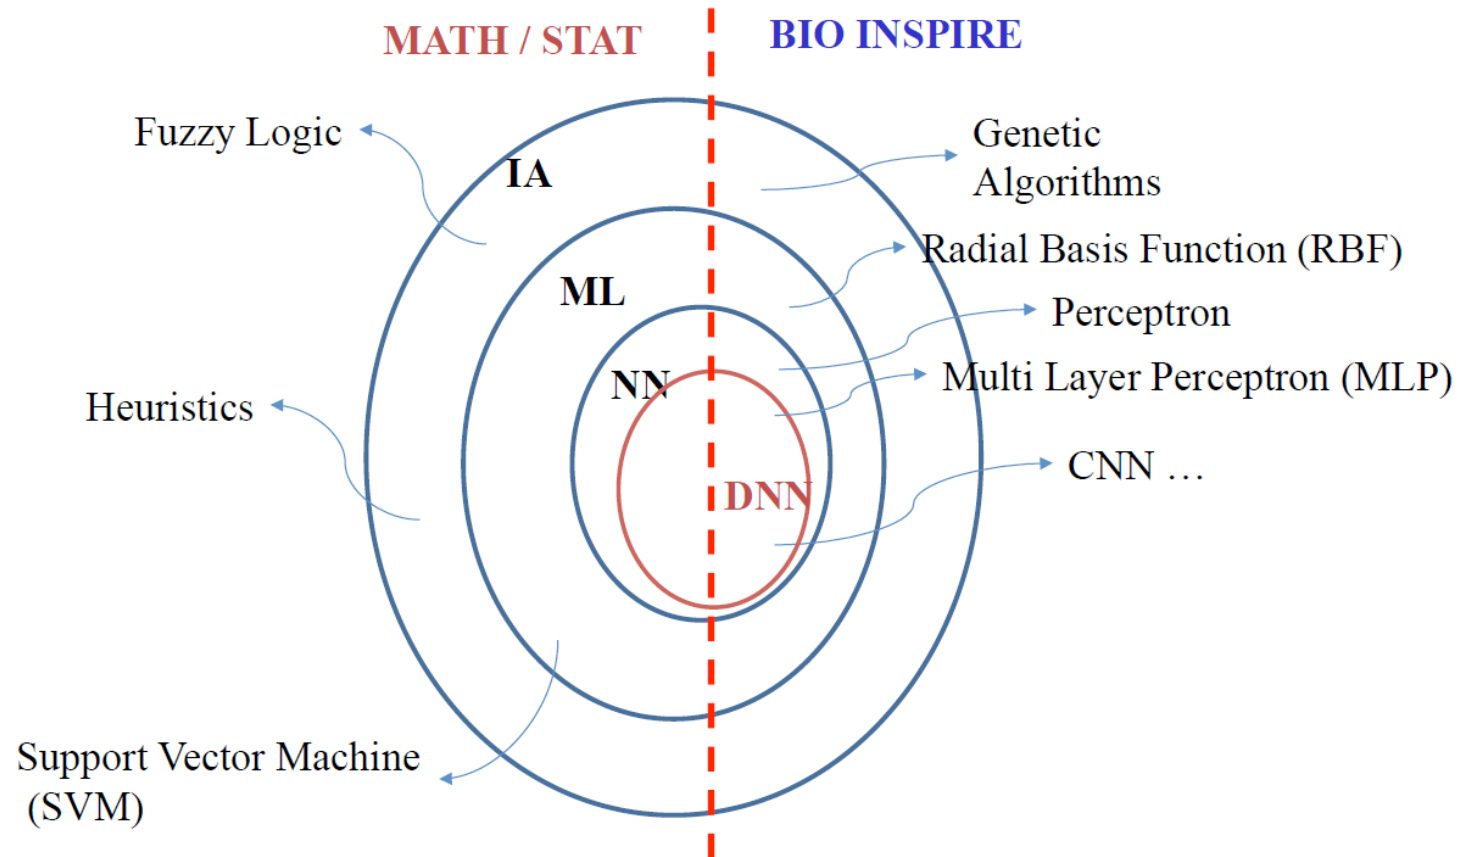 MATH / STAT
BIO INSPIRE
Fuzzy Logic
IA
Genetic
Algorithms
Radial Basis Function (RBF)
ML
Perceptron
NN
Multi Layer Perceptron (MLP)
Heuristics
CNN …
DNN
Support Vector Machine
(SVM)